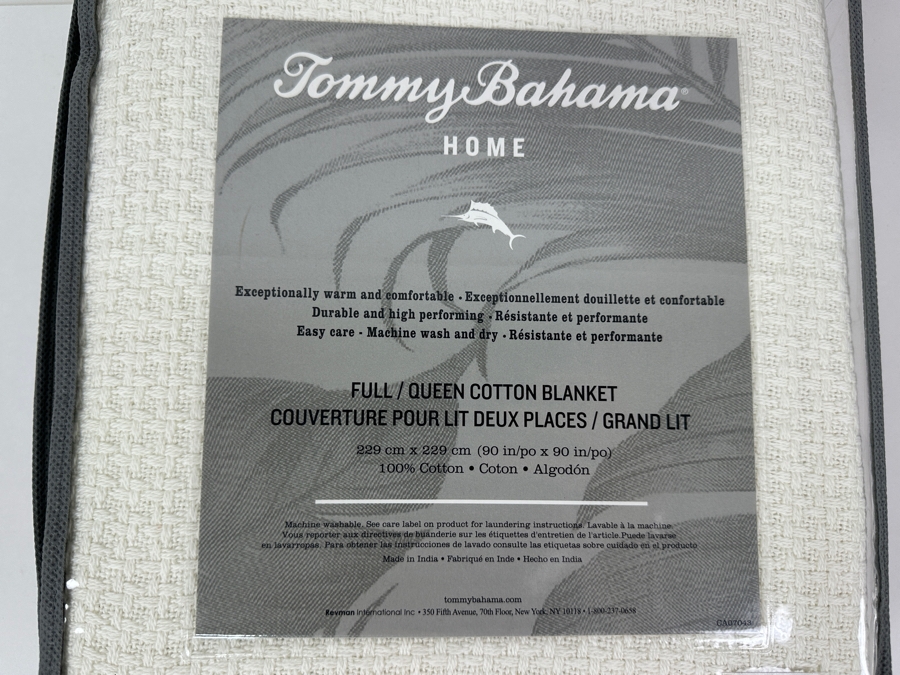 Tommy Bahama®
HOME
Exceptionally warm and comfortable • Exceptionnellement douillette et confortable
Durable and high performing • Résistante et performante
Easy care - Machine wash and dry • Résistante et performante
FULL / QUEEN COTTON BLANKET
COUVERTURE POUR LIT DEUX PLACES / GRAND LIT
229 cm x 229 cm (90 in/po x 90 in/po)
100% Cotton • Coton • Algodón
Machine washable. See care label on product for laundering instructions. Lavable à la machine.
Vous reporter aux directives de buanderie sur les étiquettes d'entretien de l'article.Puede lavarse
en lavarropas. Para obtener las instrucciones de lavado consulte las etiquetas sobre cuidado en el producto
Made in India • Fabriqué en Inde • Hecho en India
tommybahama.com
Revman International Inc • 350 Fifth Avenue, 70th Floor, New York, NY 10118 • 1-800-237-0658